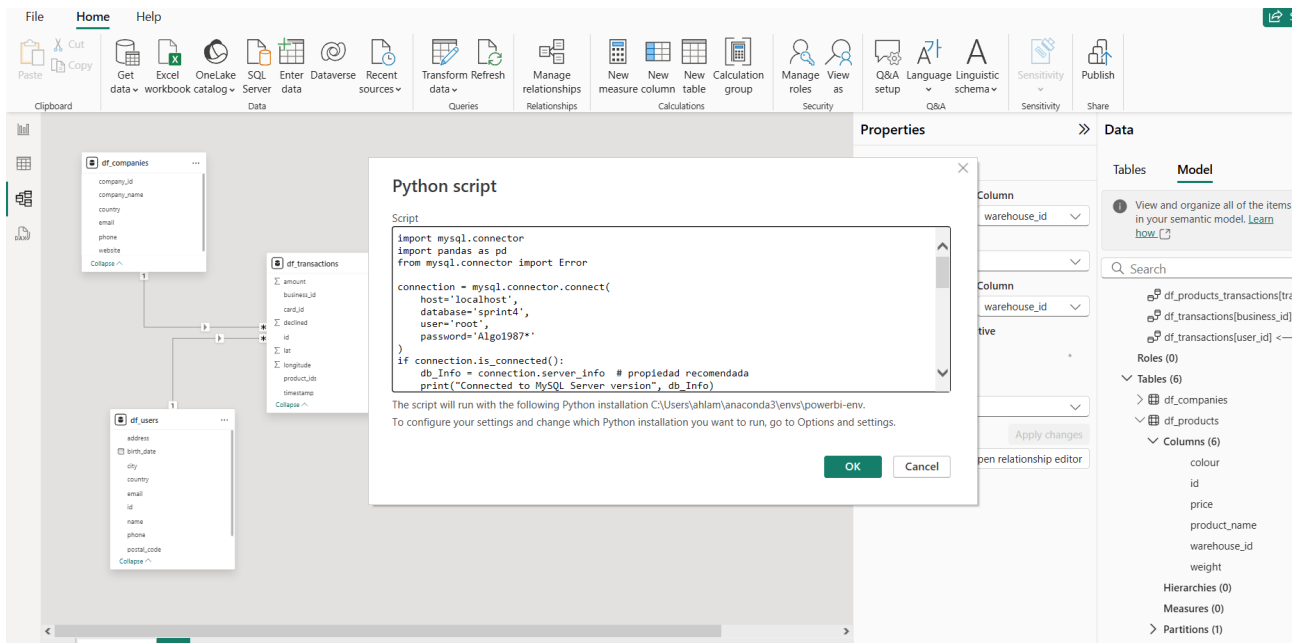 File Home Help
S
Paste
Cut
Copy
Get data
Excel workbook
OneLake catalog
SQL Server
Enter data
Dataverse
Recent sources
Transform data
Refresh
Manage relationships
New measure
New column
New table
Calculation group
Manage roles
View as
Q&A setup
Language
Linguistic schema
Sensitivity
Publish
Clipboard
Data
Queries
Relationships
Calculations
Security
Q&A
Sensitivity
Share
DAX
df_companies ...
company_id
company_name
country
email
phone
website
Collapse
1
df_transactions
amount
business_id
card_id
* declined
* id
lat
longitude
product_ids
timestamp
Collapse
1
df_users ...
address
birth_date
city
country
email
id
name
phone
postal_code
Collapse
Python script
Script
import mysql.connector
import pandas as pd
from mysql.connector import Error
connection = mysql.connector.connect(
host='localhost',
database='sprint4',
user='root',
password='Algo1987*'
)
if connection.is_connected():
db_Info = connection.server_info # propiedad recomendada
print("Connected to MySQL Server version", db_Info)
The script will run with the following Python installation C:\Users\ahlam\anaconda3\envs\powerbi-env.
To configure your settings and change which Python installation you want to run, go to Options and settings.
OK Cancel
Properties
Column
warehouse_id
Column
warehouse_id
tive
Apply changes
pen relationship editor
Data
Tables Model
View and organize all of the items
in your semantic model. Learn
how
Search
df_products_transactions[tra
df_transactions[business_id]
df_transactions[user_id] <—
Roles (0)
Tables (6)
df_companies
df_products
Columns (6)
colour
id
price
product_name
warehouse_id
weight
Hierarchies (0)
Measures (0)
Partitions (1)